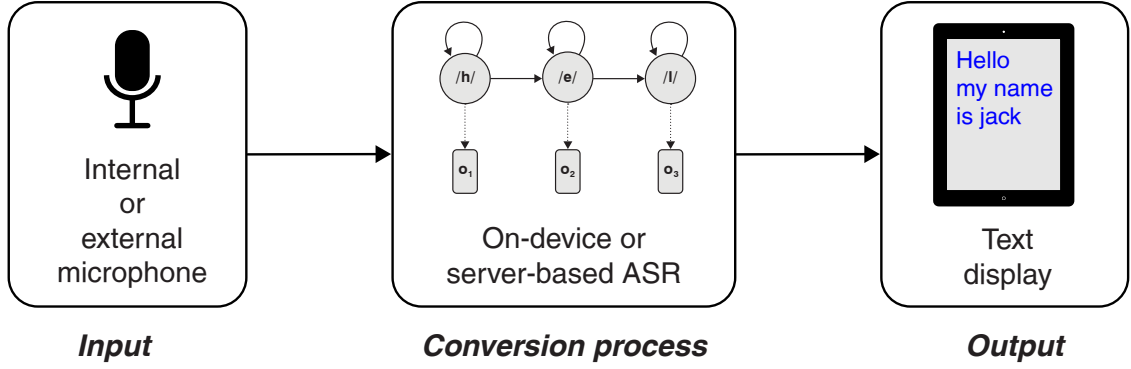 Internal
or
external
microphone
Input
/h/ /e/ /l/
o₁ o₂ o₃
On-device or
server-based ASR
Conversion process
Hello
my name
is jack
Text
display
Output